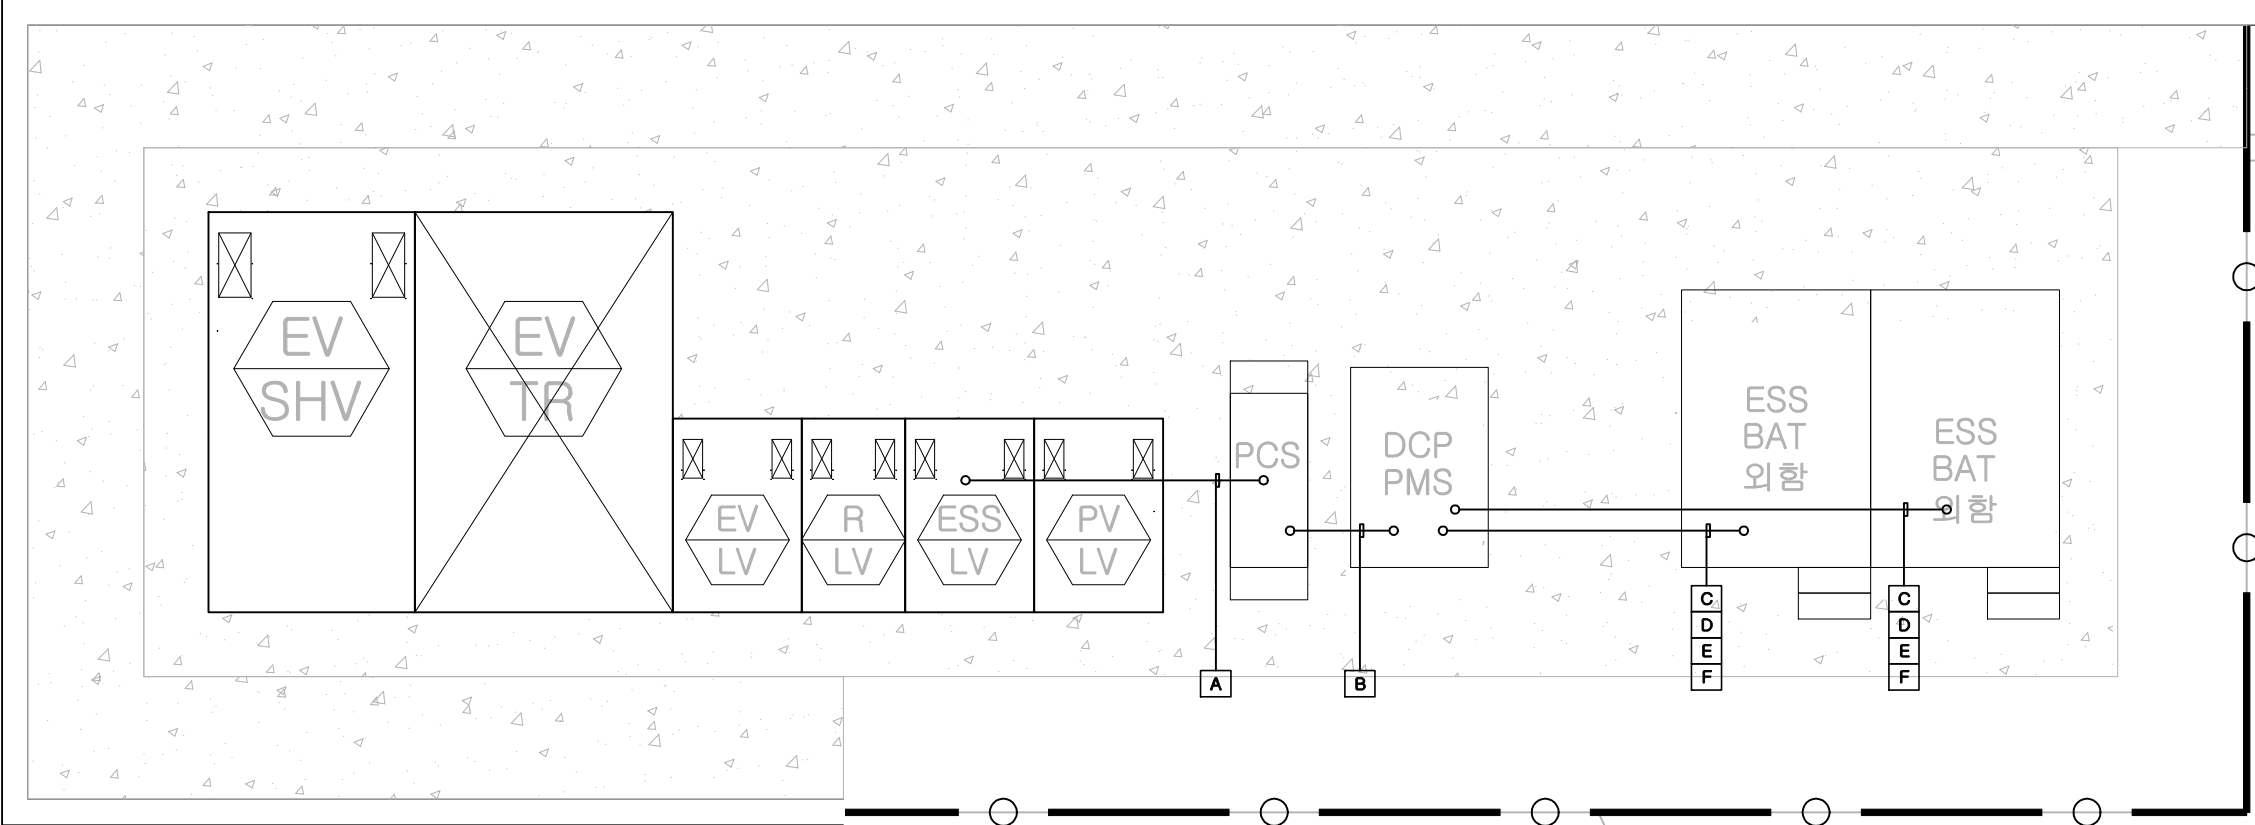 EV
SHV
EV
TR
EV
LV
R
LV
ESS
LV
PV
LV
PCS
DCP
PMS
ESS
BAT
외함
ESS
BAT
외함
A
B
C
D
E
F
C
D
E
F